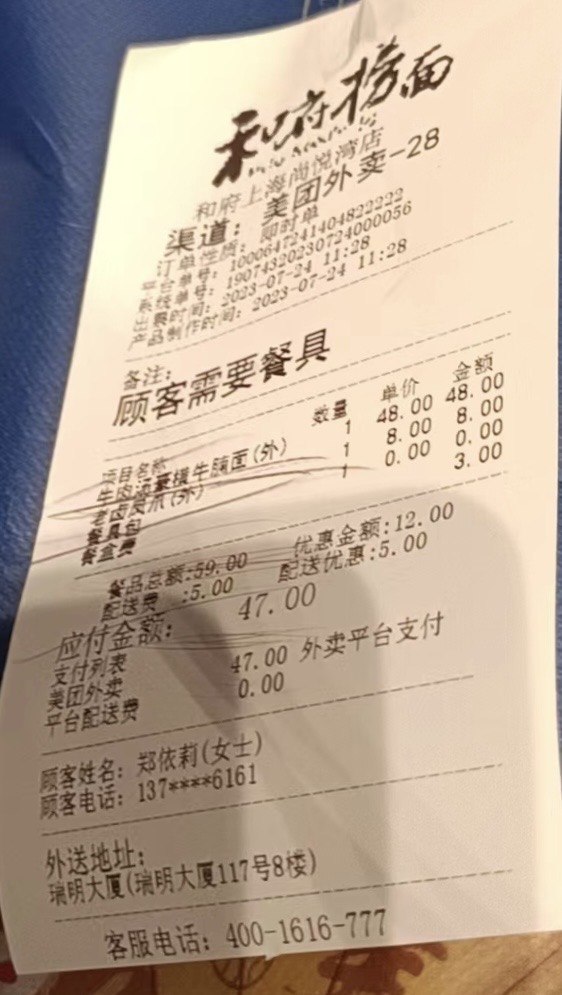 和府捞面
和府上海尚悦湾店
渠道: 美团外卖-28
订单性质: 即时单
平台单号: 1000647241404822222
系统单号: 19074320230724000056
出票时间: 2023-07-24 11:28
产品制作时间: 2023-07-24 11:28
备注:
顾客需要餐具
项目名称 数量 单价 金额
牛肉 牛腩面(外) 1 48.00 48.00
老卤 爪(外) 1 8.00 8.00
餐具包 1 0.00 0.00
餐盒费 3.00
餐品总额:59.00 优惠金额:12.00
配送费 :5.00 配送优惠:5.00
应付金额: 47.00
支付列表
美团外卖 47.00 外卖平台支付
平台配送费 0.00
顾客姓名: 郑依莉(女士)
顾客电话: 137****6161
外送地址:
瑞明大厦(瑞明大厦117号8楼)
客服电话: 400-1616-777